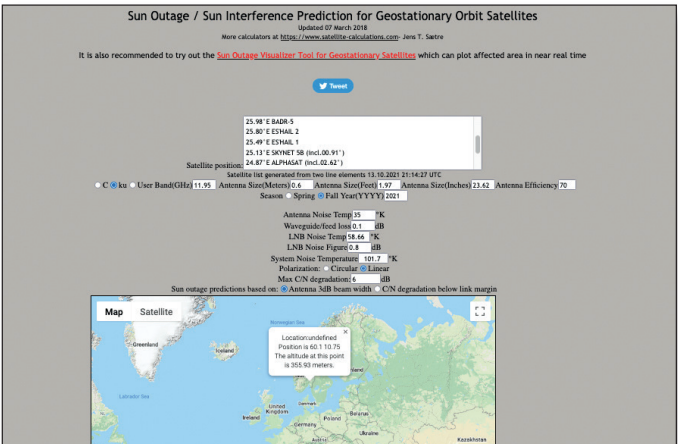 Sun Outage / Sun Interference Prediction for Geostationary Orbit Satellites
Updated 07 March 2018
More calculators at https://www.satellite-calculations.com- Jens T. Sætre
It is also recommended to try out the Sun Outage Visualizer Tool for Geostationary Satellites which can plot affected area in near real time
Tweet
25.98°E BADR-5
25.80°E ES'HAIL 2
25.49°E ES'HAIL 1
25.13°E SKYNET 5B (incl.00.91°)
Satellite position: 24.87°E ALPHASAT (incl.02.62°)
Satellite list generated from two line elements 13.10.2021 21:14:27 UTC
C ku User Band(GHz) 11.95 Antenna Size(Meters) 0.6 Antenna Size(Feet) 1.97 Antenna Size(Inches) 23.62 Antenna Efficiency 70
Season Spring Fall Year(YYYY) 2021
Antenna Noise Temp 35 °K
Waveguide/feed loss 0.1 dB
LNB Noise Temp 58.66 °K
LNB Noise Figure 0.8 dB
System Noise Temperature 101.7 °K
Polarization: Circular Linear
Max C/N degradation: 6 dB
Sun outage predictions based on: Antenna 3dB beam width C/N degradation below link margin
Map Satellite
Norwegian Sea
Location:undefined
Position is 60.1 10.75
The altitude at this point
is 355.93 meters.
Greenland
Iceland
Labrador Sea
United
Kingdom
Ireland
Denmark
Germany
Poland
Belarus
Ukraine
Austria
Kazakhstan